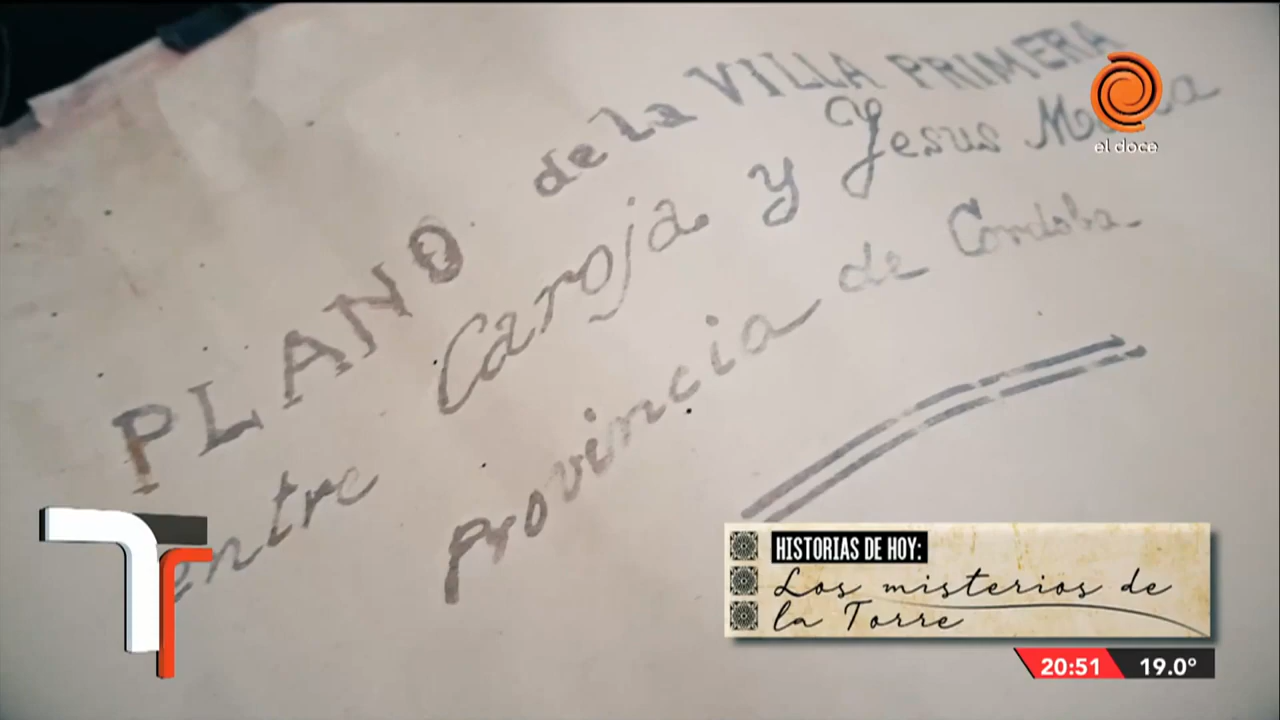 PLANO de la VILLA PRIMERA
entre Caroja y Jesus
provincia de Cordoba
el doce
HISTORIAS DE HOY:
Los misterios de
la Torre
20:51 19.0°